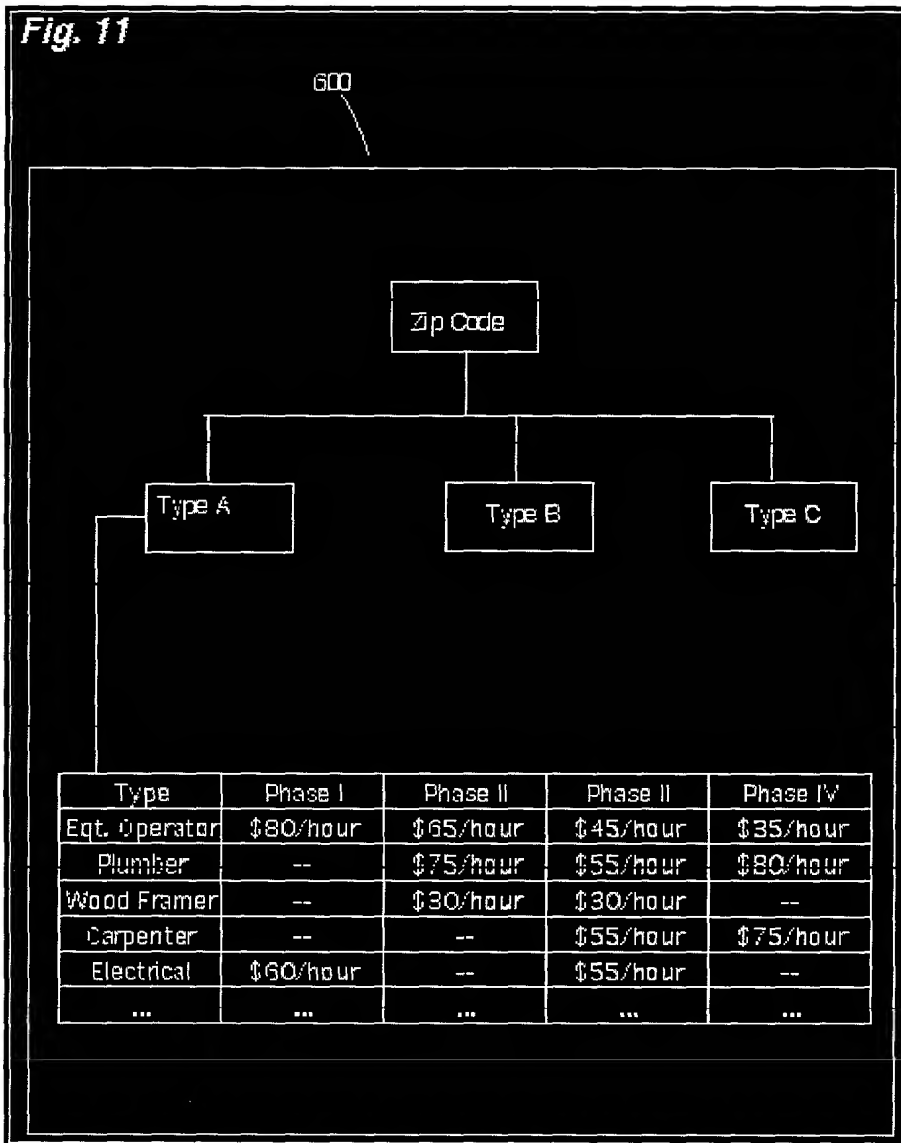 Fig. 11
600
Zip Code
Type A
Type B
Type C
Type Phase I Phase II Phase II Phase IV
Eqt. Operator $80/hour $65/hour $45/hour $35/hour
Plumber -- $75/hour $55/hour $80/hour
Wood Framer -- $30/hour $30/hour --
Carpenter -- -- $55/hour $75/hour
Electrical $60/hour -- $55/hour --
... ... ... ... ...